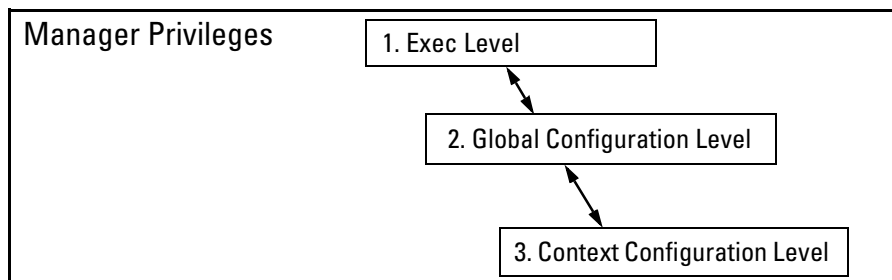 Manager Privileges
1. Exec Level
2. Global Configuration Level
3. Context Configuration Level